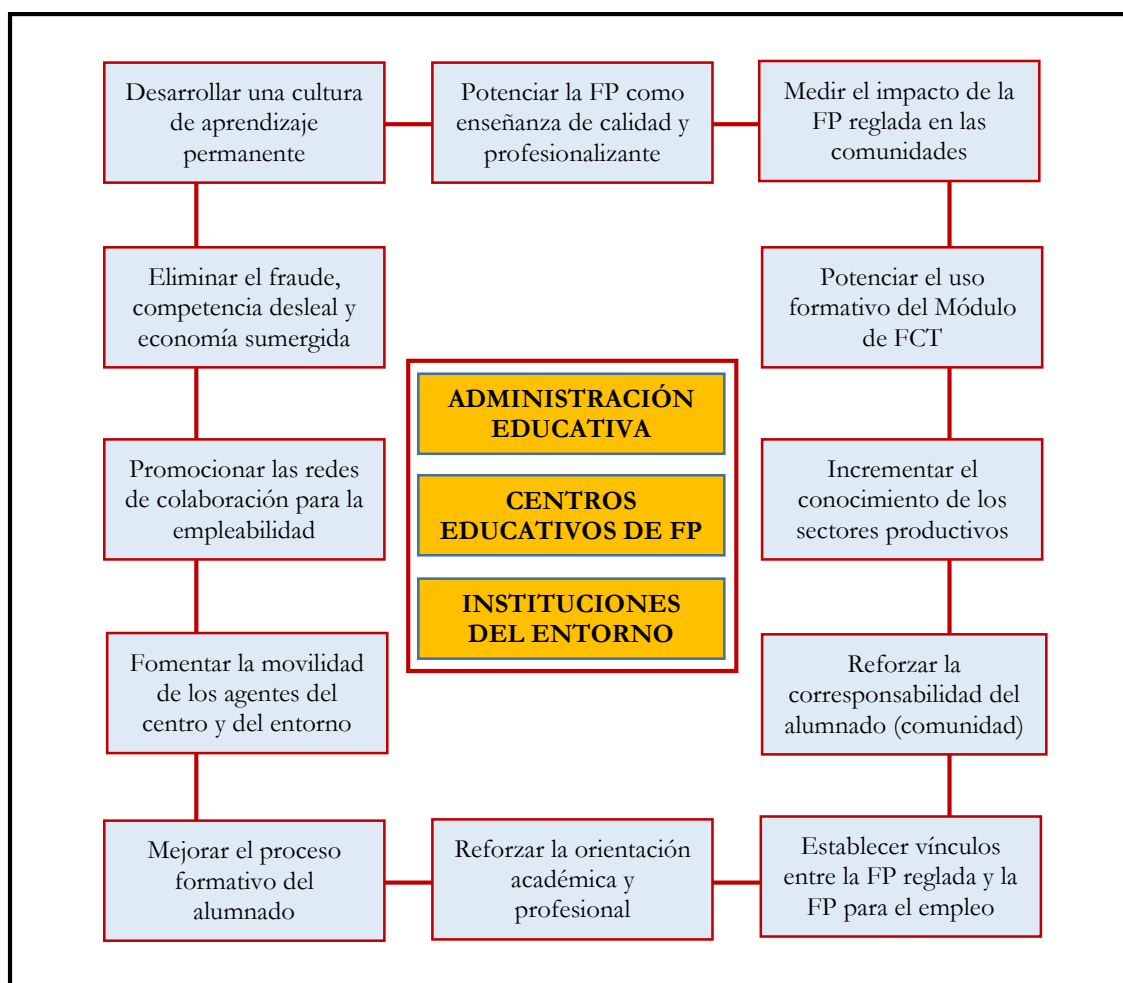 Desarrollar una cultura
de aprendizaje
permanente
Potenciar la FP como
enseñanza de calidad y
profesionalizante
Medir el impacto de la
FP reglada en las
comunidades
Eliminar el fraude,
competencia desleal y
economía sumergida
Potenciar el uso
formativo del Módulo
de FCT
ADMINISTRACIÓN
EDUCATIVA
Promocionar las redes
de colaboración para la
empleabilidad
CENTROS
EDUCATIVOS DE FP
Incrementar el
conocimiento de los
sectores productivos
INSTITUCIONES
DEL ENTORNO
Fomentar la movilidad
de los agentes del
centro y del entorno
Reforzar la
corresponsabilidad del
alumnado (comunidad)
Mejorar el proceso
formativo del
alumnado
Reforzar la orientación
académica y
profesional
Establecer vínculos
entre la FP reglada y la
FP para el empleo